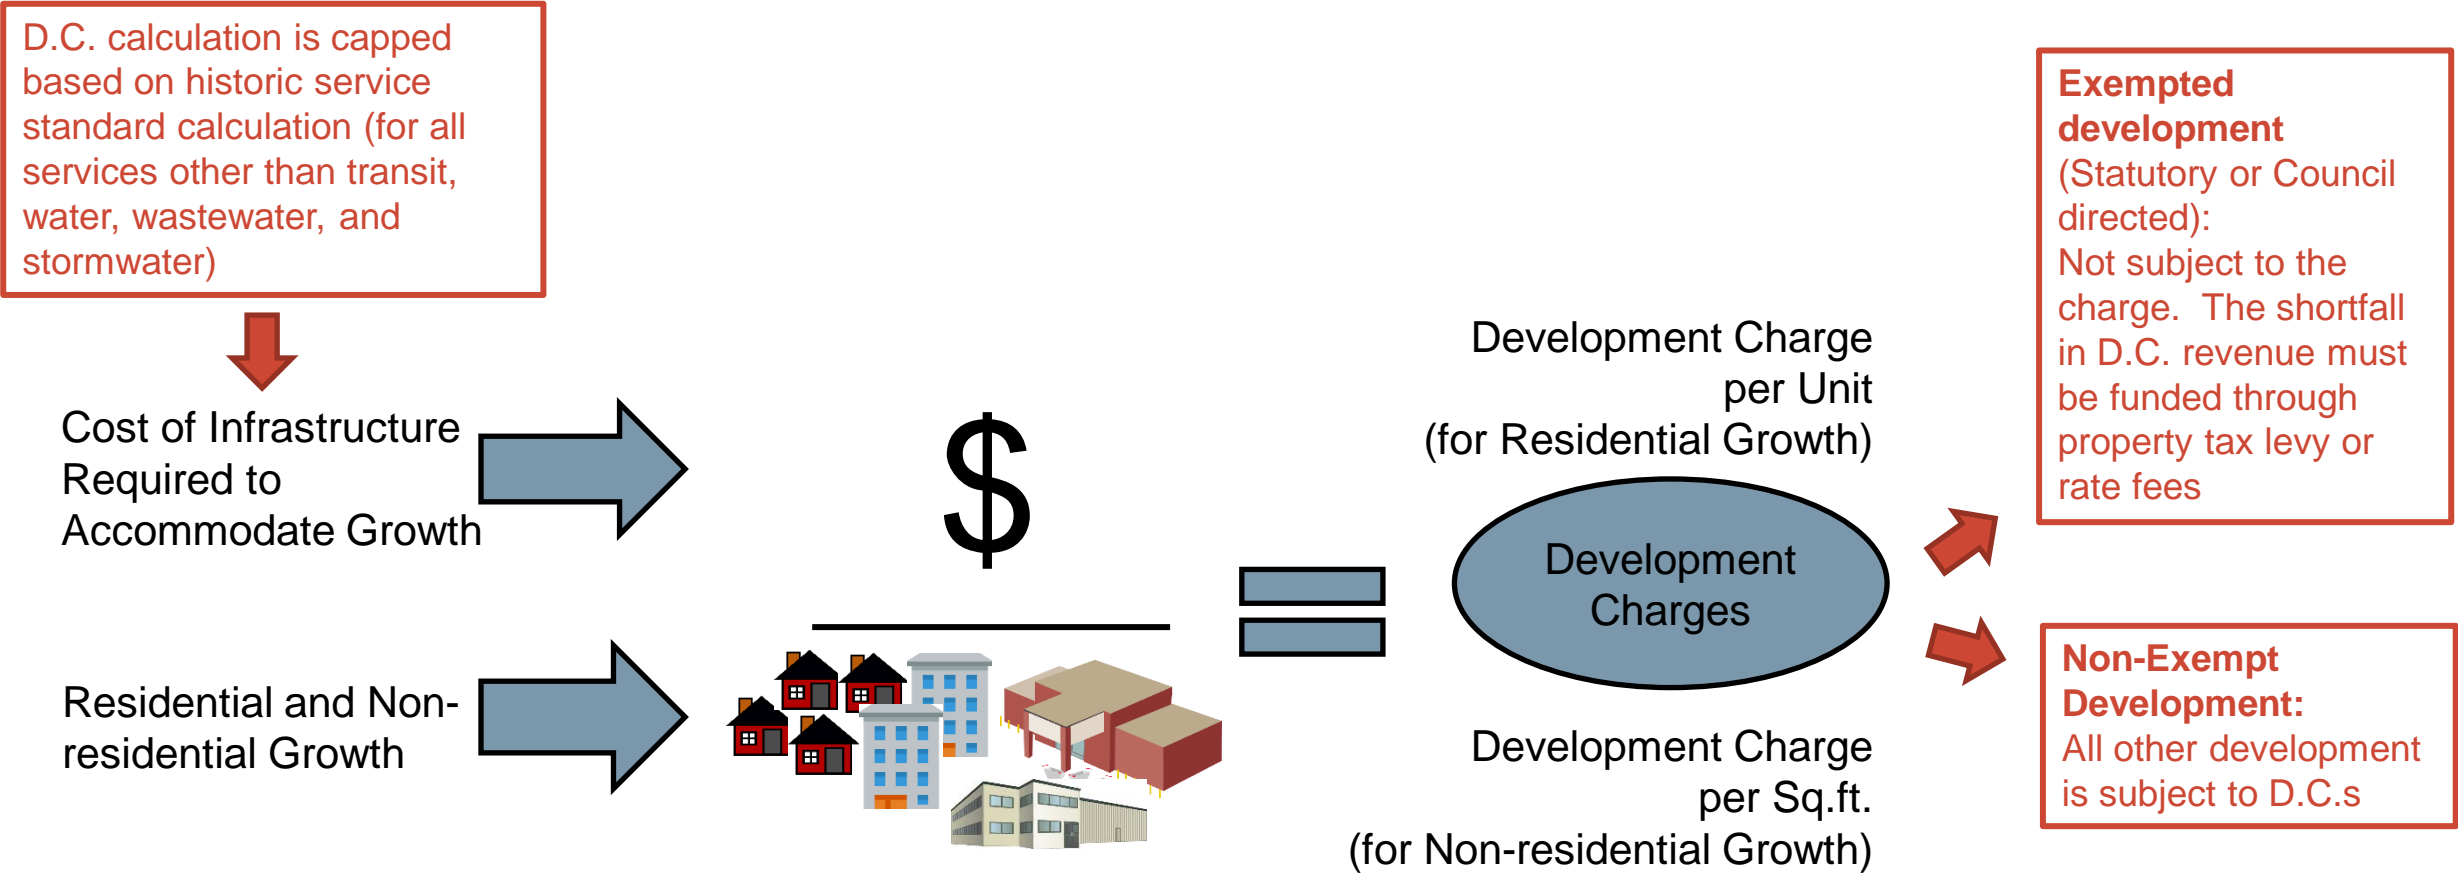 D.C. calculation is capped
based on historic service
standard calculation (for all
services other than transit,
water, wastewater, and
stormwater)
Cost of Infrastructure
Required to
Accommodate Growth
Residential and Non-
residential Growth
$
Development Charge
per Unit
(for Residential Growth)
Development
Charges
Development Charge
per Sq.ft.
(for Non-residential Growth)
Exempted
development
(Statutory or Council
directed):
Not subject to the
charge.  The shortfall
in D.C. revenue must
be funded through
property tax levy or
rate fees
Non-Exempt
Development:
All other development
is subject to D.C.s